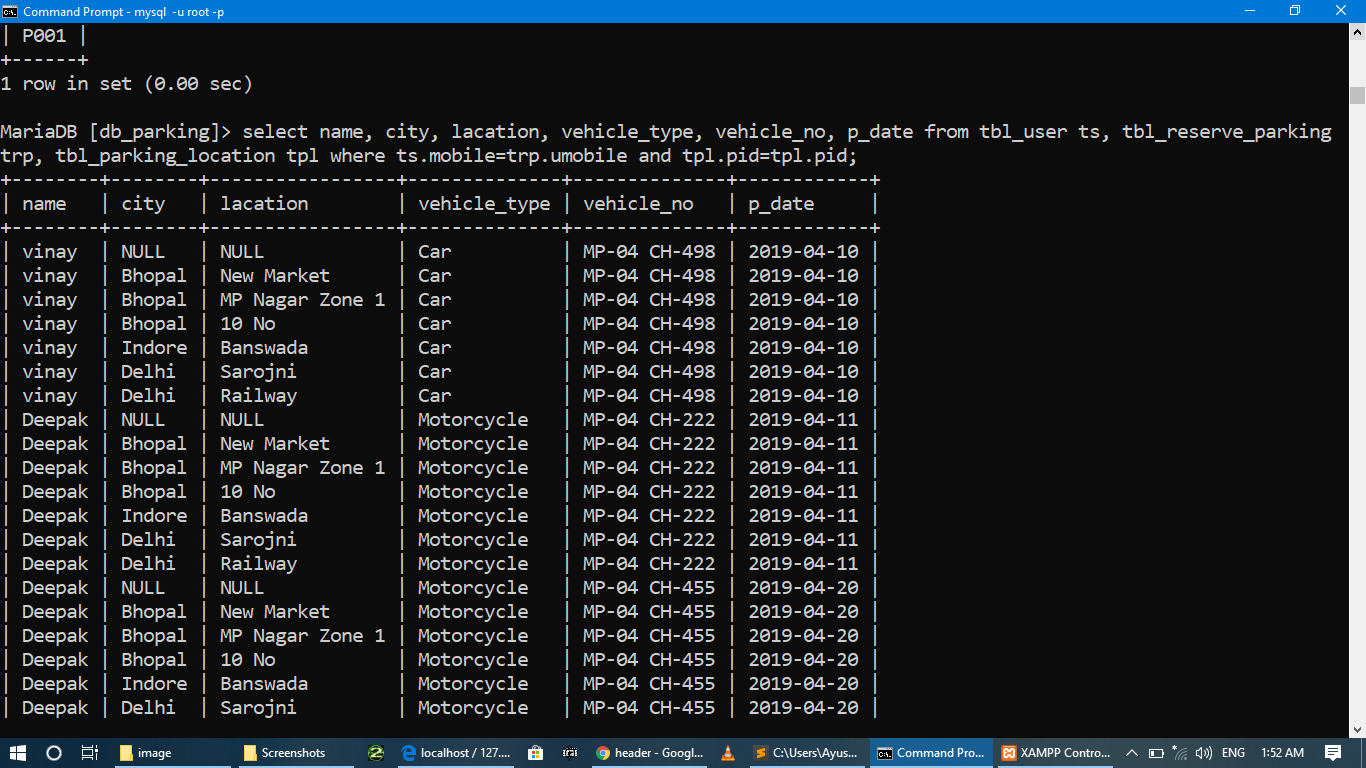 Command Prompt - mysql -u root -p
| P001 |
+------+
1 row in set (0.00 sec)
MariaDB [db_parking]> select name, city, lacation, vehicle_type, vehicle_no, p_date from tbl_user ts, tbl_reserve_parking
trp, tbl_parking_location tpl where ts.mobile=trp.umobile and tpl.pid=tpl.pid;
+--------+--------+-----------------+--------------+--------------+------------+
| name   | city   | lacation        | vehicle_type | vehicle_no   | p_date     |
+--------+--------+-----------------+--------------+--------------+------------+
| vinay  | NULL   | NULL            | Car          | MP-04 CH-498 | 2019-04-10 |
| vinay  | Bhopal | New Market      | Car          | MP-04 CH-498 | 2019-04-10 |
| vinay  | Bhopal | MP Nagar Zone 1 | Car          | MP-04 CH-498 | 2019-04-10 |
| vinay  | Bhopal | 10 No           | Car          | MP-04 CH-498 | 2019-04-10 |
| vinay  | Indore | Banswada        | Car          | MP-04 CH-498 | 2019-04-10 |
| vinay  | Delhi  | Sarojni         | Car          | MP-04 CH-498 | 2019-04-10 |
| vinay  | Delhi  | Railway         | Car          | MP-04 CH-498 | 2019-04-10 |
| Deepak | NULL   | NULL            | Motorcycle   | MP-04 CH-222 | 2019-04-11 |
| Deepak | Bhopal | New Market      | Motorcycle   | MP-04 CH-222 | 2019-04-11 |
| Deepak | Bhopal | MP Nagar Zone 1 | Motorcycle   | MP-04 CH-222 | 2019-04-11 |
| Deepak | Bhopal | 10 No           | Motorcycle   | MP-04 CH-222 | 2019-04-11 |
| Deepak | Indore | Banswada        | Motorcycle   | MP-04 CH-222 | 2019-04-11 |
| Deepak | Delhi  | Sarojni         | Motorcycle   | MP-04 CH-222 | 2019-04-11 |
| Deepak | Delhi  | Railway         | Motorcycle   | MP-04 CH-222 | 2019-04-11 |
| Deepak | NULL   | NULL            | Motorcycle   | MP-04 CH-455 | 2019-04-20 |
| Deepak | Bhopal | New Market      | Motorcycle   | MP-04 CH-455 | 2019-04-20 |
| Deepak | Bhopal | MP Nagar Zone 1 | Motorcycle   | MP-04 CH-455 | 2019-04-20 |
| Deepak | Bhopal | 10 No           | Motorcycle   | MP-04 CH-455 | 2019-04-20 |
| Deepak | Indore | Banswada        | Motorcycle   | MP-04 CH-455 | 2019-04-20 |
| Deepak | Delhi  | Sarojni         | Motorcycle   | MP-04 CH-455 | 2019-04-20 |
image Screenshots localhost / 127.... header - Googl... C:\Users\Ayus... Command Pro... XAMPP Contro... ENG 1:52 AM